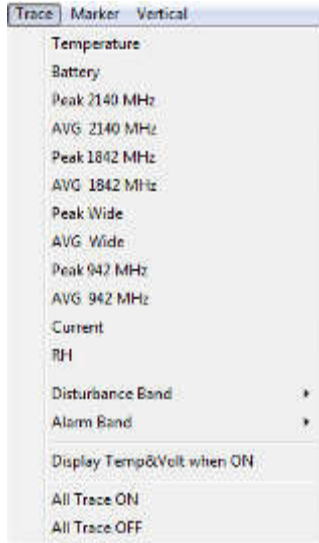 Trace Marker Vertical
Temperature
Battery
Peak 2140 MHz
AVG 2140 MHz
Peak 1842 MHz
AVG 1842 MHz
Peak Wide
AVG Wide
Peak 942 MHz
AVG 942 MHz
Current
RH
Disturbance Band
Alarm Band
Display Temp&Volt when ON
All Trace ON
All Trace OFF